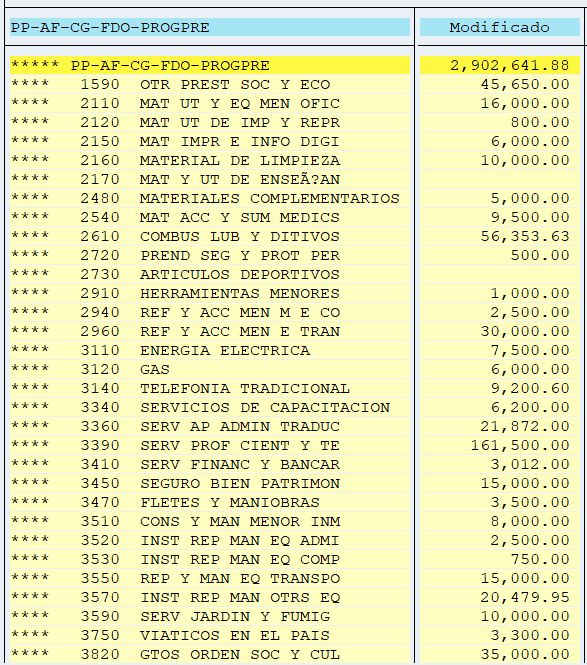 PP-AF-CG-FDO-PROGPRE Modificado
***** PP-AF-CG-FDO-PROGPRE 2,902,641.88
**** 1590 OTR PREST SOC Y ECO 45,650.00
**** 2110 MAT UT Y EQ MEN OFIC 16,000.00
**** 2120 MAT UT DE IMP Y REPR 800.00
**** 2150 MAT IMPR E INFO DIGI 6,000.00
**** 2160 MATERIAL DE LIMPIEZA 10,000.00
**** 2170 MAT Y UT DE ENSEÃ?AN
**** 2480 MATERIALES COMPLEMENTARIOS 5,000.00
**** 2540 MAT ACC Y SUM MEDICS 9,500.00
**** 2610 COMBUS LUB Y DITIVOS 56,353.63
**** 2720 PREND SEG Y PROT PER 500.00
**** 2730 ARTICULOS DEPORTIVOS
**** 2910 HERRAMIENTAS MENORES 1,000.00
**** 2940 REF Y ACC MEN M E CO 2,500.00
**** 2960 REF Y ACC MEN E TRAN 30,000.00
**** 3110 ENERGIA ELECTRICA 7,500.00
**** 3120 GAS 6,000.00
**** 3140 TELEFONIA TRADICIONAL 9,200.60
**** 3340 SERVICIOS DE CAPACITACION 6,200.00
**** 3360 SERV AP ADMIN TRADUC 21,872.00
**** 3390 SERV PROF CIENT Y TE 161,500.00
**** 3410 SERV FINANC Y BANCAR 3,012.00
**** 3450 SEGURO BIEN PATRIMON 15,000.00
**** 3470 FLETES Y MANIOBRAS 3,500.00
**** 3510 CONS Y MAN MENOR INM 8,000.00
**** 3520 INST REP MAN EQ ADMI 2,500.00
**** 3530 INST REP MAN EQ COMP 750.00
**** 3550 REP Y MAN EQ TRANSPO 15,000.00
**** 3570 INST REP MAN OTRS EQ 20,479.95
**** 3590 SERV JARDIN Y FUMIG 10,000.00
**** 3750 VIATICOS EN EL PAIS 3,300.00
**** 3820 GTOS ORDEN SOC Y CUL 35,000.00